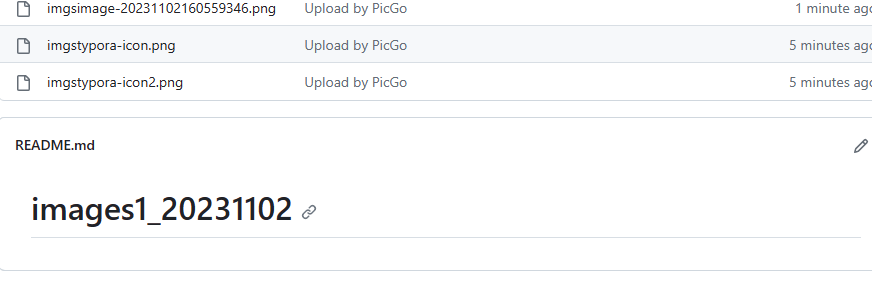 imgsimage-20231102160559346.png Upload by PicGo 1 minute ago
imgstypora-icon.png Upload by PicGo 5 minutes ago
imgstypora-icon2.png Upload by PicGo 5 minutes ago
README.md
images1_20231102